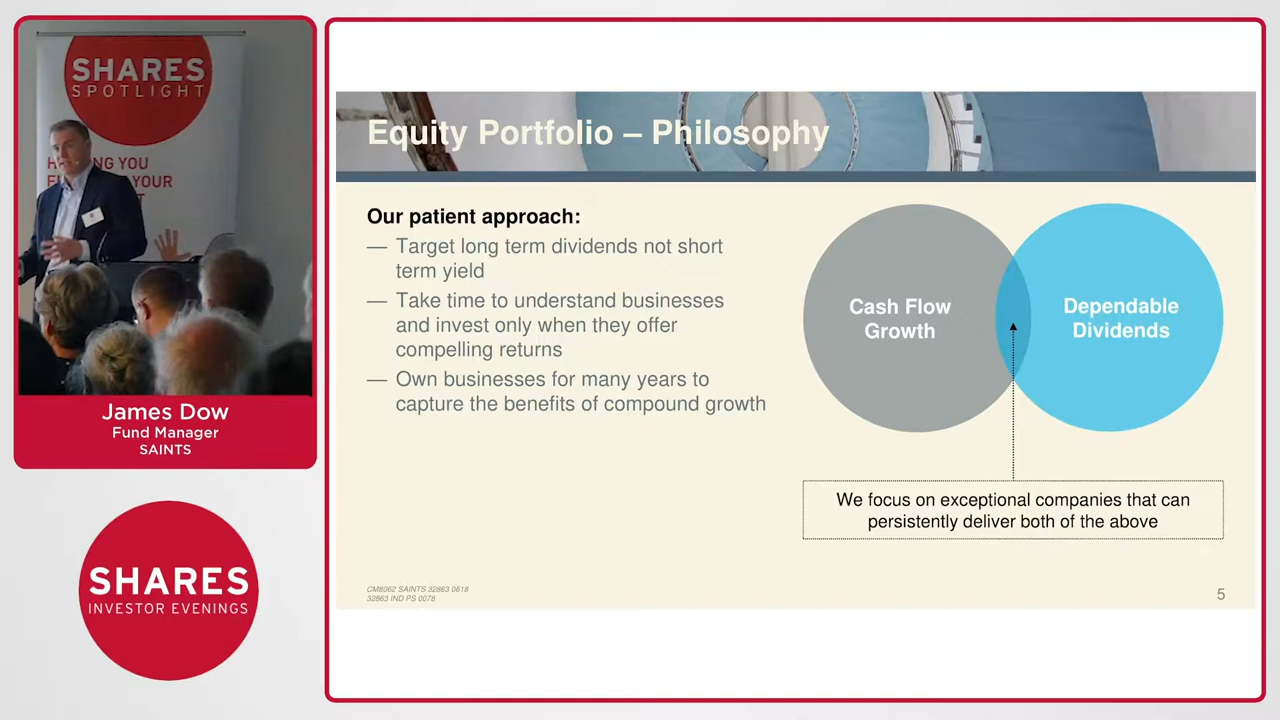 SHARES
SPOTLIGHT
YOU
YOUR
James Dow
Fund Manager
SAINTS
SHARES
INVESTOR EVENINGS
Equity Portfolio – Philosophy
Our patient approach:
— Target long term dividends not short
term yield
— Take time to understand businesses
and invest only when they offer
compelling returns
— Own businesses for many years to
capture the benefits of compound growth
Cash Flow
Growth
Dependable
Dividends
We focus on exceptional companies that can
persistently deliver both of the above
CM8062 SAINTS 32863 0618
32863 IND PS 0078
5